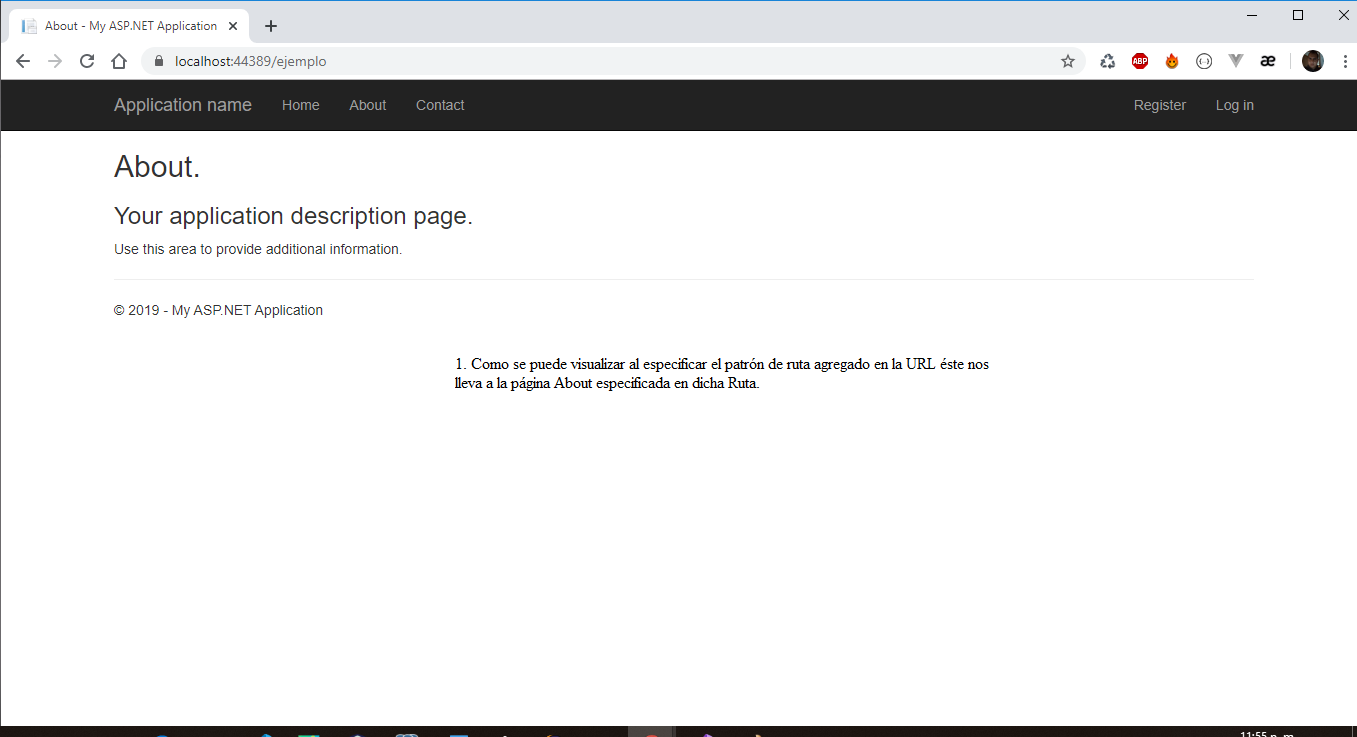 About - My ASP.NET Application
localhost:44389/ejemplo
ABP
æ
Application name Home About Contact Register Log in
About.
Your application description page.
Use this area to provide additional information.
© 2019 - My ASP.NET Application
1. Como se puede visualizar al especificar el patrón de ruta agregado en la URL éste nos
lleva a la página About especificada en dicha Ruta.
11:55 p. m.